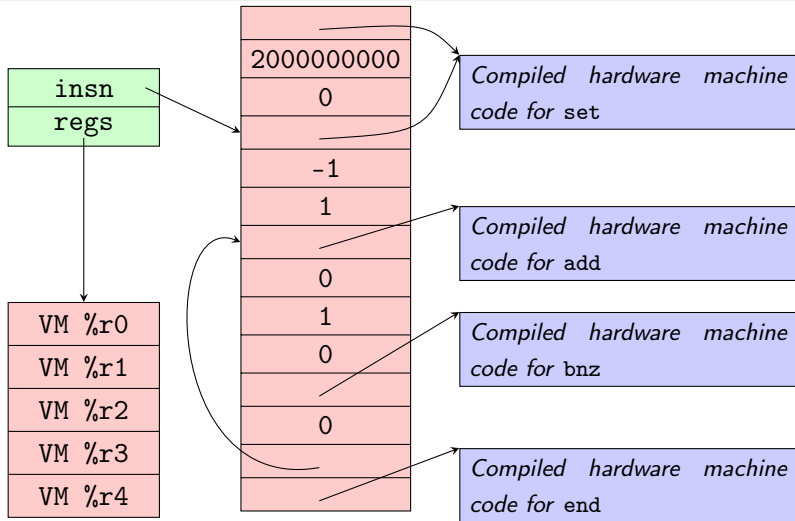 insn
regs
VM %r0
VM %r1
VM %r2
VM %r3
VM %r4
2000000000
0
-1
1
0
1
0
0
Compiled hardware machine
code for set
Compiled hardware machine
code for add
Compiled hardware machine
code for bnz
Compiled hardware machine
code for end